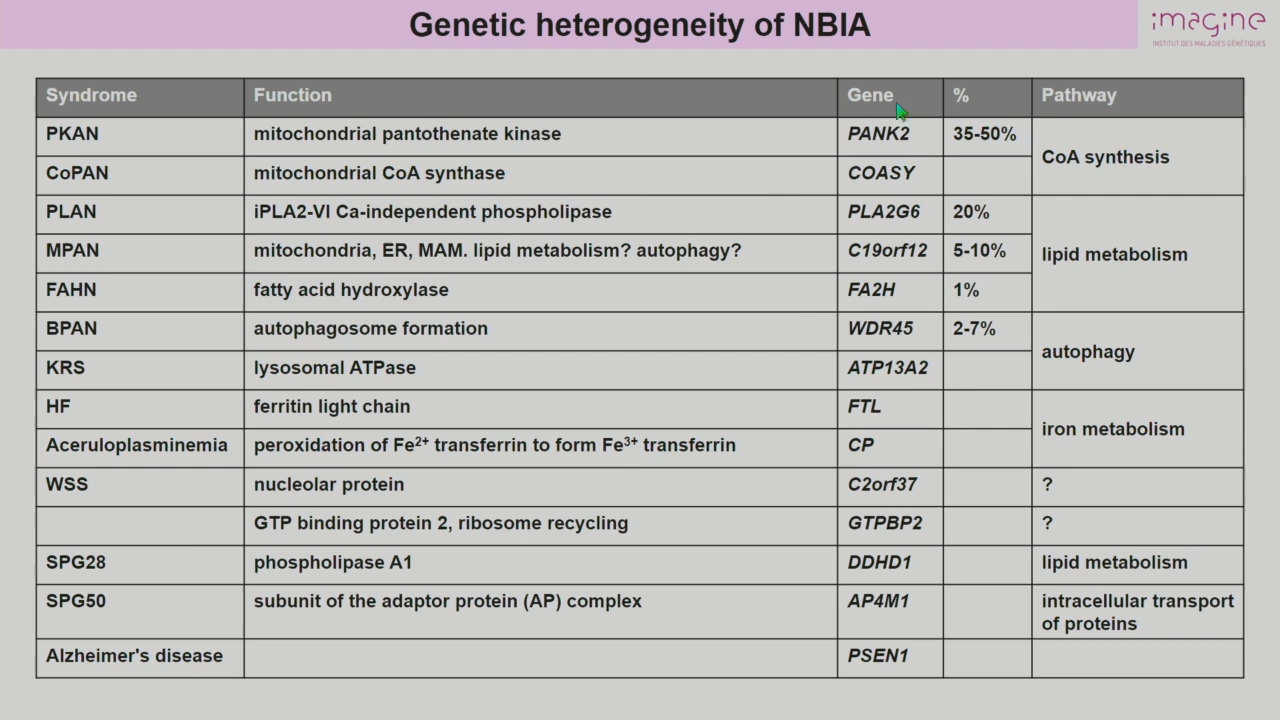 Genetic heterogeneity of NBIA
imagine
INSTITUT DES MALADIES GÉNÉTIQUES
Syndrome Function Gene % Pathway
PKAN mitochondrial pantothenate kinase PANK2 35-50% CoA synthesis
CoPAN mitochondrial CoA synthase COASY
PLAN iPLA2-VI Ca-independent phospholipase PLA2G6 20% lipid metabolism
MPAN mitochondria, ER, MAM. lipid metabolism? autophagy? C19orf12 5-10%
FAHN fatty acid hydroxylase FA2H 1%
BPAN autophagosome formation WDR45 2-7% autophagy
KRS lysosomal ATPase ATP13A2
HF ferritin light chain FTL iron metabolism
Aceruloplasminemia peroxidation of Fe²⁺ transferrin to form Fe³⁺ transferrin CP
WSS nucleolar protein C2orf37 ?
GTP binding protein 2, ribosome recycling GTPBP2 ?
SPG28 phospholipase A1 DDHD1 lipid metabolism
SPG50 subunit of the adaptor protein (AP) complex AP4M1 intracellular transport
of proteins
Alzheimer's disease PSEN1